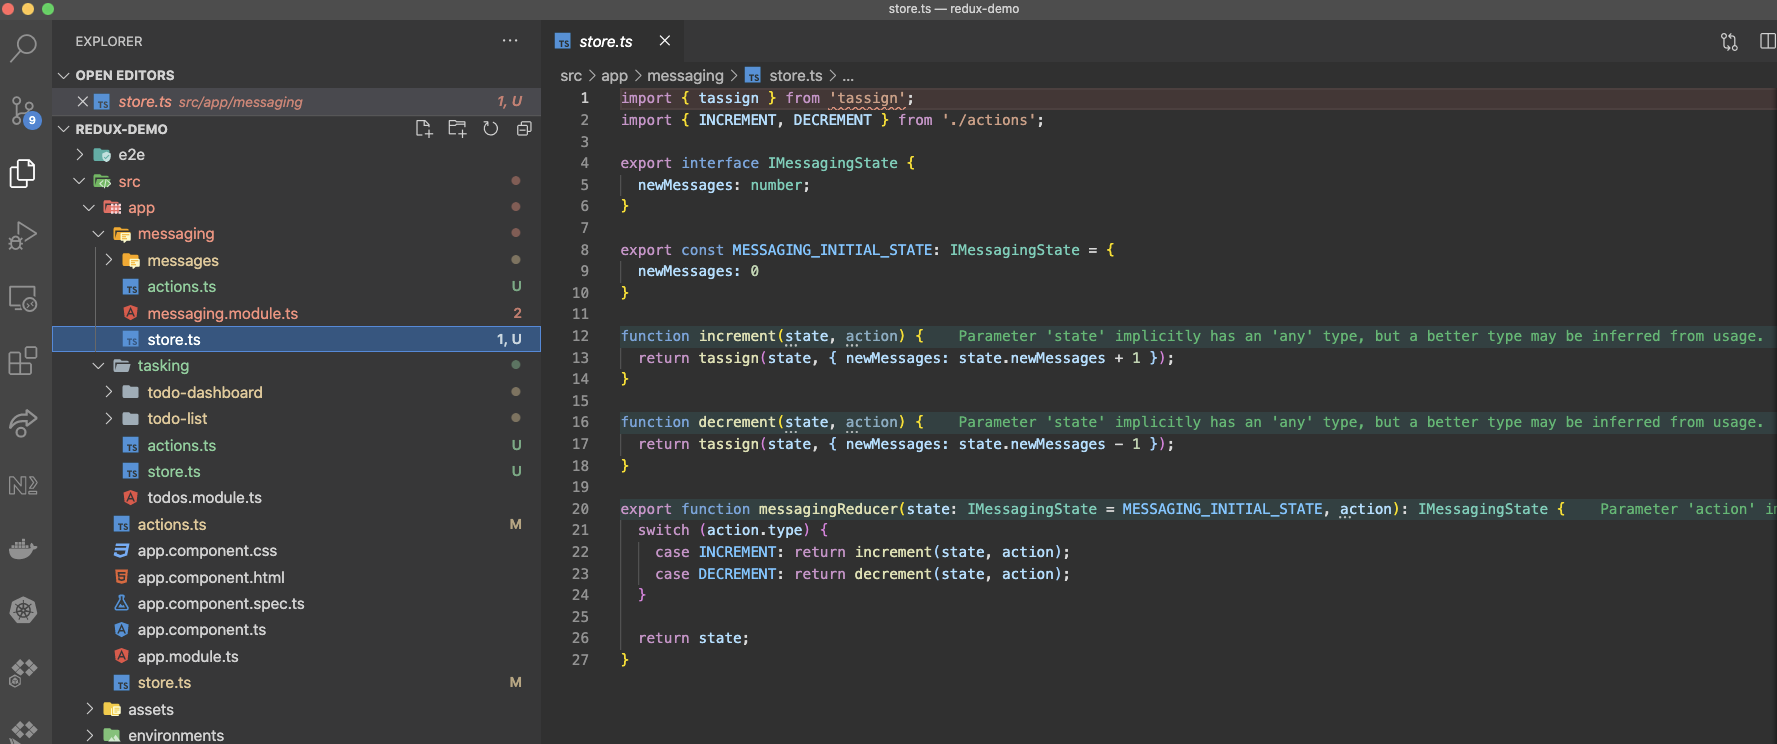 store.ts — redux-demo
EXPLORER
OPEN EDITORS
store.ts src/app/messaging 1, U
REDUX-DEMO
e2e
src
app
messaging
messages
actions.ts U
messaging.module.ts 2
store.ts 1, U
tasking
todo-dashboard
todo-list
actions.ts U
store.ts U
todos.module.ts
actions.ts M
app.component.css
app.component.html
app.component.spec.ts
app.component.ts
app.module.ts
store.ts M
assets
environments
9
TS store.ts
src > app > messaging > TS store.ts > ...
1 import { tassign } from 'tassign';
2 import { INCREMENT, DECREMENT } from './actions';
3
4 export interface IMessagingState {
5 newMessages: number;
6 }
7
8 export const MESSAGING_INITIAL_STATE: IMessagingState = {
9 newMessages: 0
10 }
11
12 function increment(state, action) { Parameter 'state' implicitly has an 'any' type, but a better type may be inferred from usage.
13 return tassign(state, { newMessages: state.newMessages + 1 });
14 }
15
16 function decrement(state, action) { Parameter 'state' implicitly has an 'any' type, but a better type may be inferred from usage.
17 return tassign(state, { newMessages: state.newMessages - 1 });
18 }
19
20 export function messagingReducer(state: IMessagingState = MESSAGING_INITIAL_STATE, action): IMessagingState { Parameter 'action' i
21 switch (action.type) {
22 case INCREMENT: return increment(state, action);
23 case DECREMENT: return decrement(state, action);
24 }
25
26 return state;
27 }